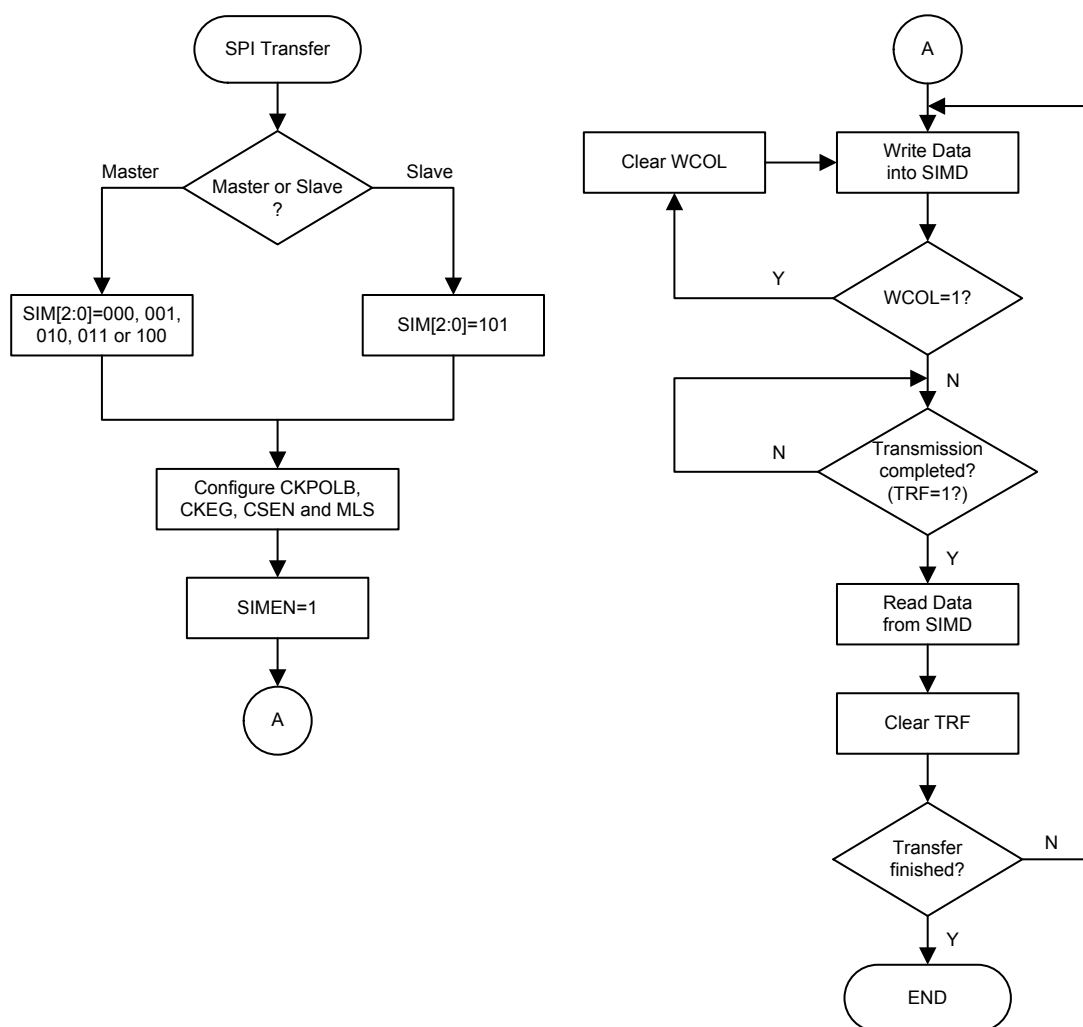 SPI Transfer
Master
Slave
Master or Slave
?
SIM[2:0]=000, 001,
010, 011 or 100
SIM[2:0]=101
Configure CKPOLB,
CKEG, CSEN and MLS
SIMEN=1
A
A
Clear WCOL
Write Data
into SIMD
Y
WCOL=1?
N
N
Transmission
completed?
(TRF=1?)
Y
Read Data
from SIMD
Clear TRF
Transfer
finished?
N
Y
END